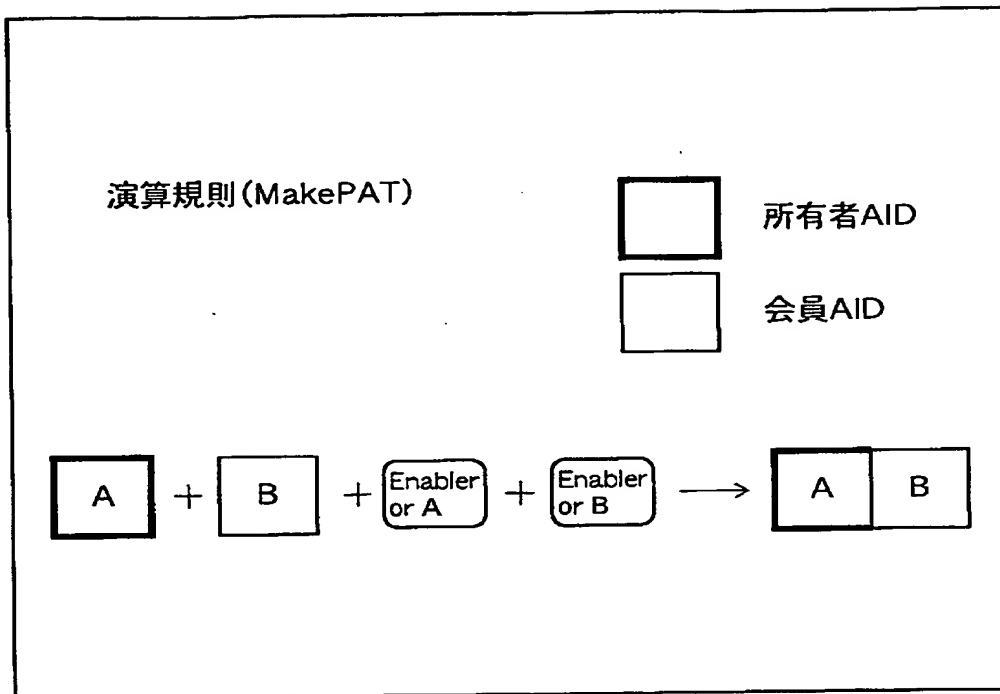 演算規則(MakePAT)
所有者AID
会員AID
A + B + Enabler or A + Enabler or B → A B